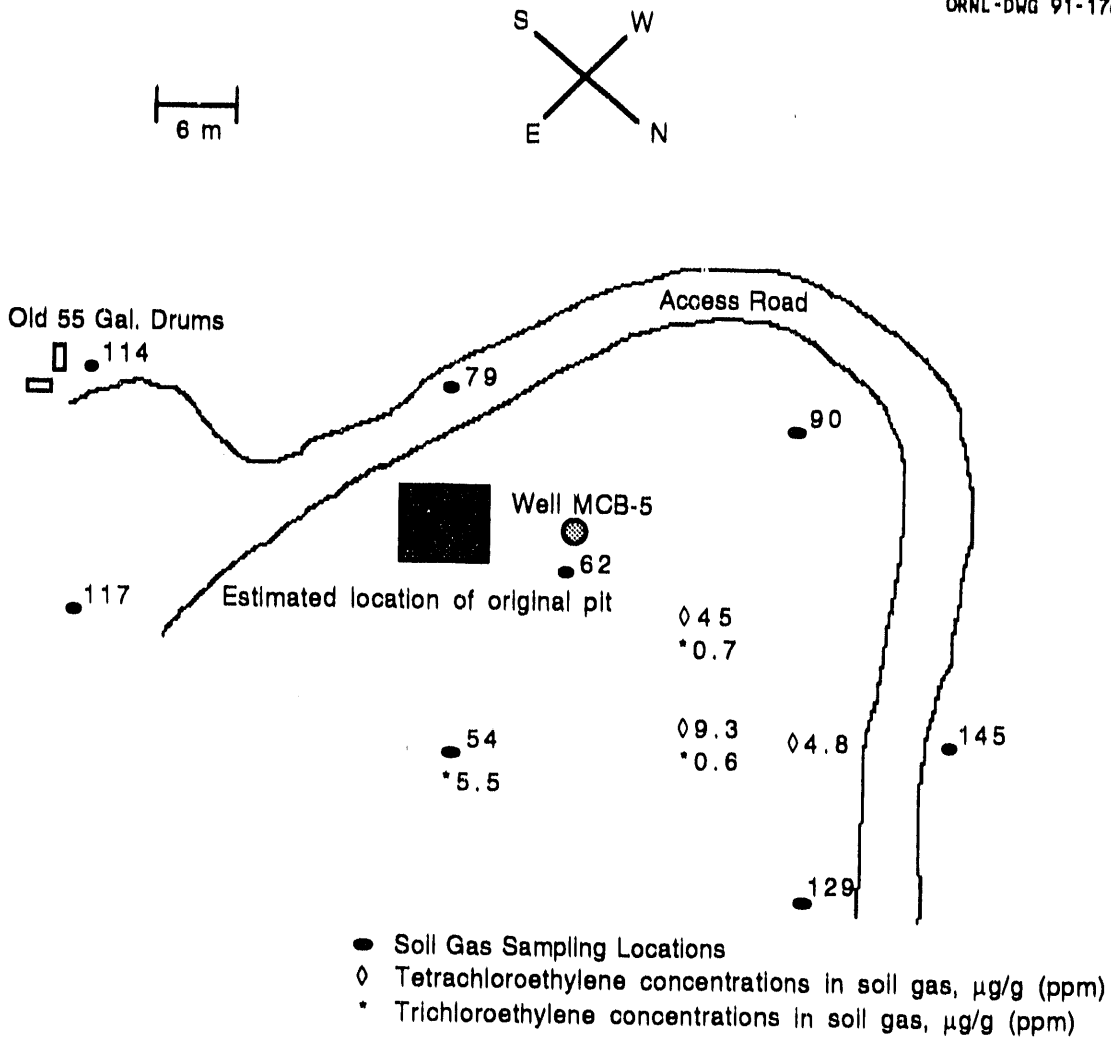 ORNL-DWG 91-17
S
W
6 m
E
N
Access Road
Old 55 Gal. Drums
114
79
90
Well MCB-5
62
117
Estimated location of original pit
◊45
*0.7
54
◊9.3
◊4.8
145
*5.5
*0.6
129
Soil Gas Sampling Locations
◊ Tetrachloroethylene concentrations in soil gas, µg/g (ppm)
* Trichloroethylene concentrations in soil gas, µg/g (ppm)